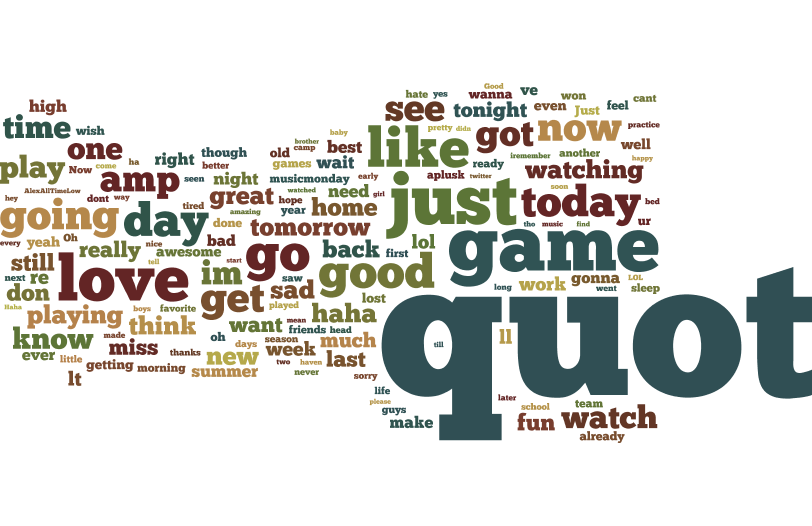 high
time
wish
one
play
Now
come
ha
right
though
better
amp
seen
night
old
games
brother
camp
baby
best
wait
musicmonday
early
see
hate
yes
Good
wanna
ve
won
even
Just
feel
cant
tonight
pretty
didn
like
got
now
practice
well
happy
iremember
another
ready
twitter
aplusk
watching
soon
AlexAllTimeLow
hey
dont
way
tired
great
amazing
watched
hope
year
need
girl
home
just
today
bed
ur
tho
music
find
going
day
done
tomorrow
every
yeah
Oh
really
nice
awesome
tell
bad
start
go
back
first
lol
game
still
next
re
don
love
im
saw
sad
good
long
work
gonna
went
LOL
sleep
Haha
playing
boys
favorite
get
played
lost
haha
quot
know
made
think
want
mean
friends
head
ever
little
miss
thanks
oh
days
new
season
week
two
haven
never
much
last
till
ll
getting
morning
summer
lt
sorry
life
please
guys
make
later
school
team
fun
watch
already